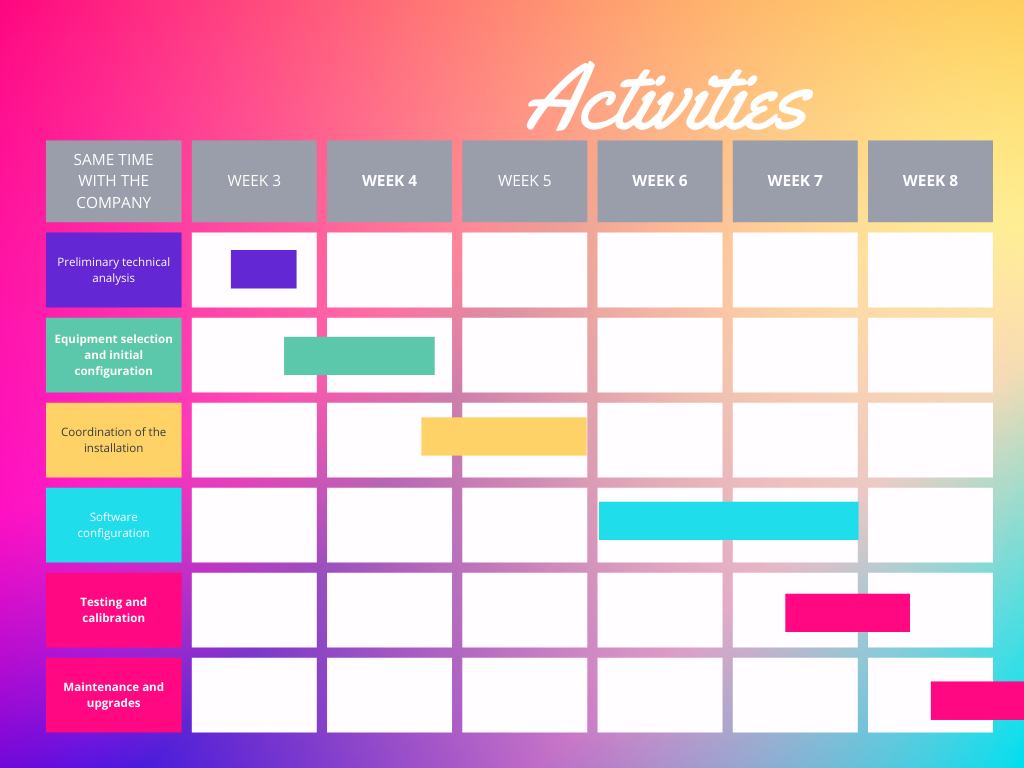 Activities
SAME TIME
WITH THE
COMPANY
WEEK 3
WEEK 4
WEEK 5
WEEK 6
WEEK 7
WEEK 8
Preliminary technical
analysis
Equipment selection
and initial
configuration
Coordination of the
installation
Software
configuration
Testing and
calibration
Maintenance and
upgrades